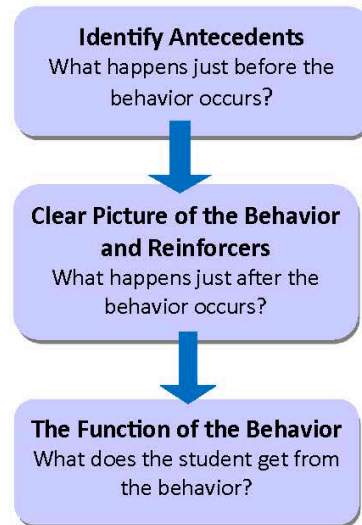 Identify Antecedents
What happens just before the
behavior occurs?
Clear Picture of the Behavior
and Reinforcers
What happens just after the
behavior occurs?
The Function of the Behavior
What does the student get from
the behavior?